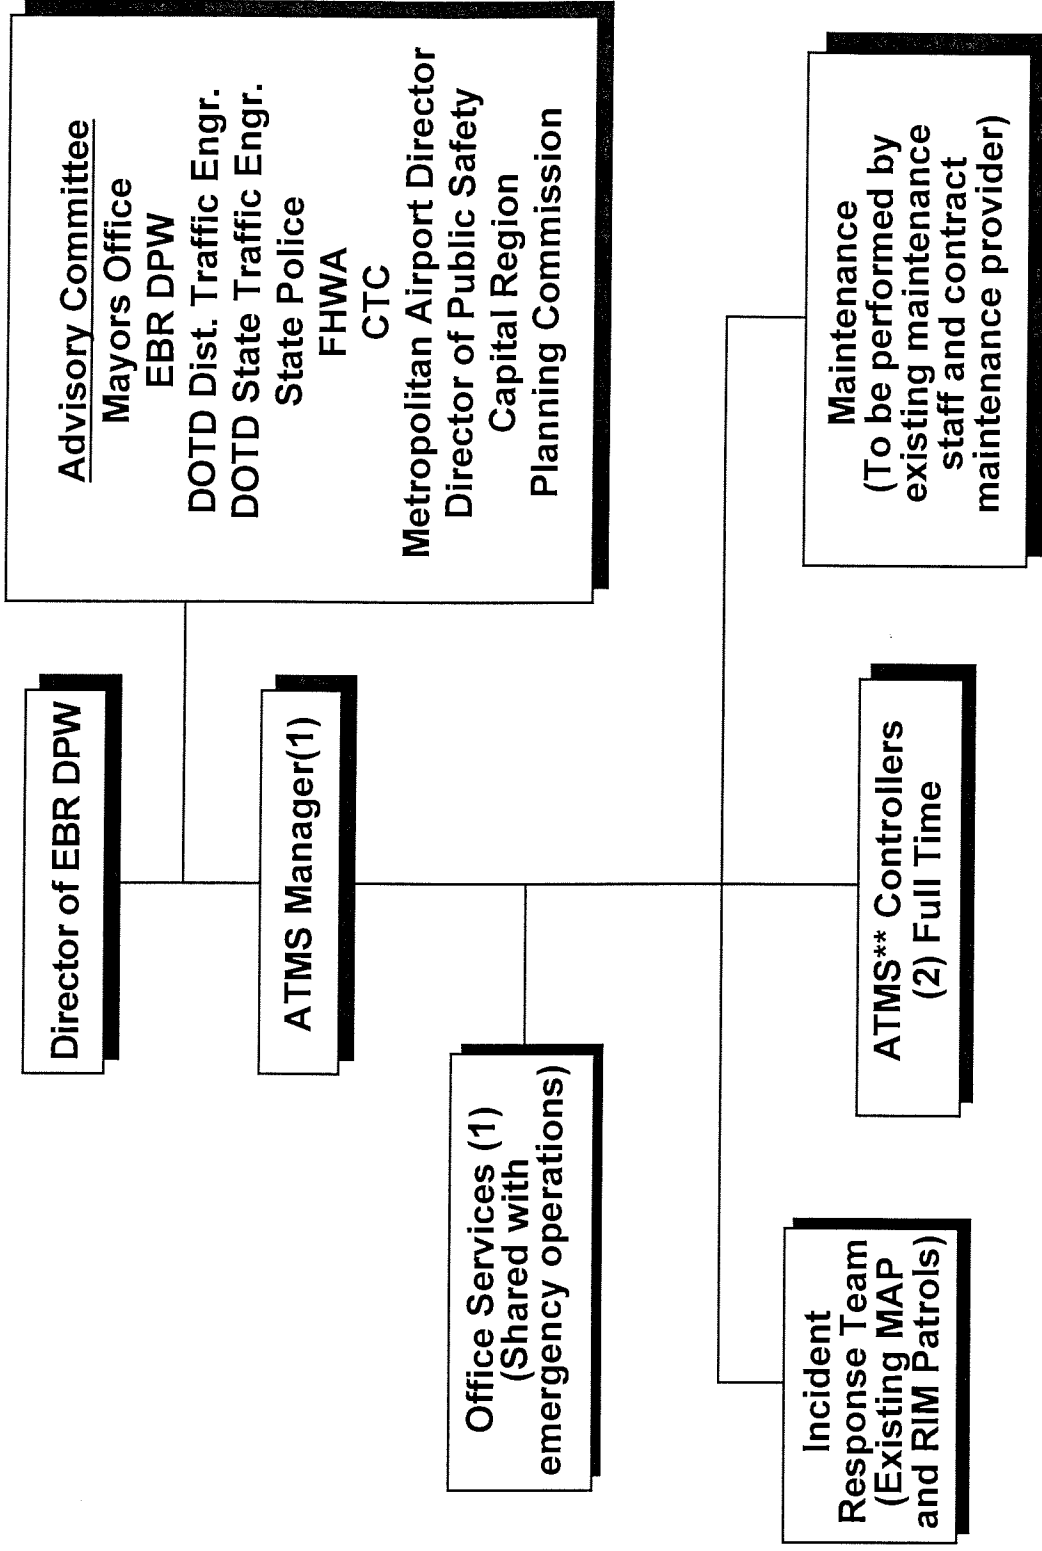 Director of EBR DPW
Advisory Committee
Mayors Office
EBR DPW
DOTD Dist. Traffic Engr.
DOTD State Traffic Engr.
State Police
FHWA
CTC
Metropolitan Airport Director
Director of Public Safety
Capital Region
Planning Commission
ATMS Manager(1)
Office Services (1)
(Shared with
emergency operations)
Incident
Response Team
(Existing MAP
and RIM Patrols)
ATMS** Controllers
(2) Full Time
Maintenance
(To be performed by
existing maintenance
staff and contract
maintenance provider)